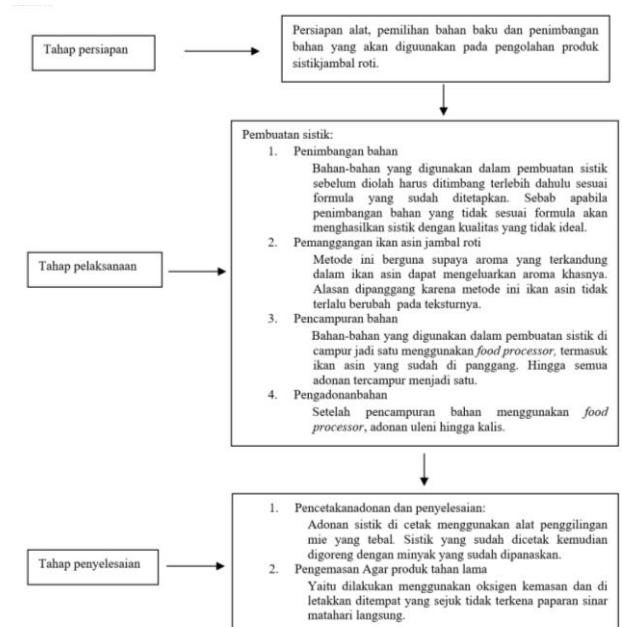 Tahap persiapan
Persiapan alat, pemilihan bahan baku dan penimbangan
bahan yang akan diguunakan pada pengolahan produk
sistikjambal roti.
Tahap pelaksanaan
Pembuatan sistik:
1. Penimbangan bahan
Bahan-bahan yang digunakan dalam pembuatan sistik
sebelum diolah harus ditimbang terlebih dahulu sesuai
formula yang sudah ditetapkan. Sebab apabila
penimbangan bahan yang tidak sesuai formula akan
menghasilkan sistik dengan kualitas yang tidak ideal.
2. Pemanggangan ikan asin jambal roti
Metode ini berguna supaya aroma yang terkandung
dalam ikan asin dapat mengeluarkan aroma khasnya.
Alasan dipanggang karena metode ini ikan asin tidak
terlalu berubah pada teksturnya.
3. Pencampuran bahan
Bahan-bahan yang digunakan dalam pembuatan sistik di
campur jadi satu menggunakan food processor, termasuk
ikan asin yang sudah di panggang. Hingga semua
adonan tercampur menjadi satu.
4. Pengadonanbahan
Setelah pencampuran bahan menggunakan food
processor, adonan uleni hingga kalis.
Tahap penyelesaian
1. Pencetakanadonan dan penyelesaian:
Adonan sistik di cetak menggunakan alat penggilingan
mie yang tebal. Sistik yang sudah dicetak kemudian
digoreng dengan minyak yang sudah dipanaskan.
2. Pengemasan Agar produk tahan lama
Yaitu dilakukan menggunakan oksigen kemasan dan di
letakkan ditempat yang sejuk tidak terkena paparan sinar
matahari langsung.